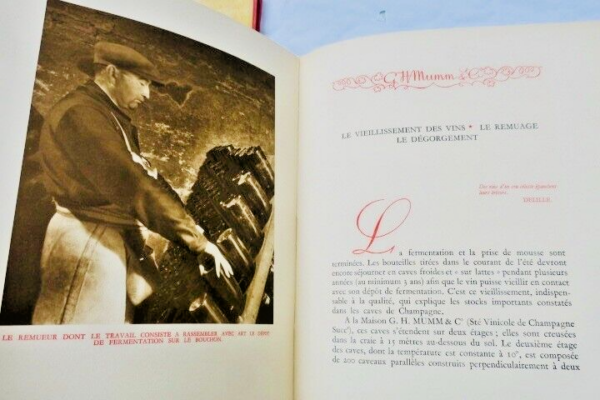 LE REMUEUR DONT LE TRAVAIL CONSISTE A RASSEMBLER AVEC ART LE DÉPÔT
DE FERMENTATION SUR LE BOUCHON.
G. H. Mumm & Co
LE VIEILLISSEMENT DES VINS • LE REMUAGE
LE DÉGORGEMENT
DELILLE.
La fermentation et la prise de mousse sont
terminées. Les bouteilles tirées dans le courant de l'été devront
encore séjourner en caves froides et « sur lattes » pendant plusieurs
années (au minimum 3 ans) afin que le vin puisse vieillir en contact
avec son dépôt de fermentation. C'est ce vieillissement, indispen-
sable à la qualité, qui explique les stocks importants constatés
dans les caves de Champagne.
A la Maison G. H. MUMM & Co (Sté Vinicole de Champagne
Succr), ces caves s'étendent sur deux étages ; elles sont creusées
dans la craie à 15 mètres au-dessous du sol. Le deuxième étage
des caves, dont la température est constante à 10°, est composée
de 200 caveaux parallèles construits perpendiculairement à deux